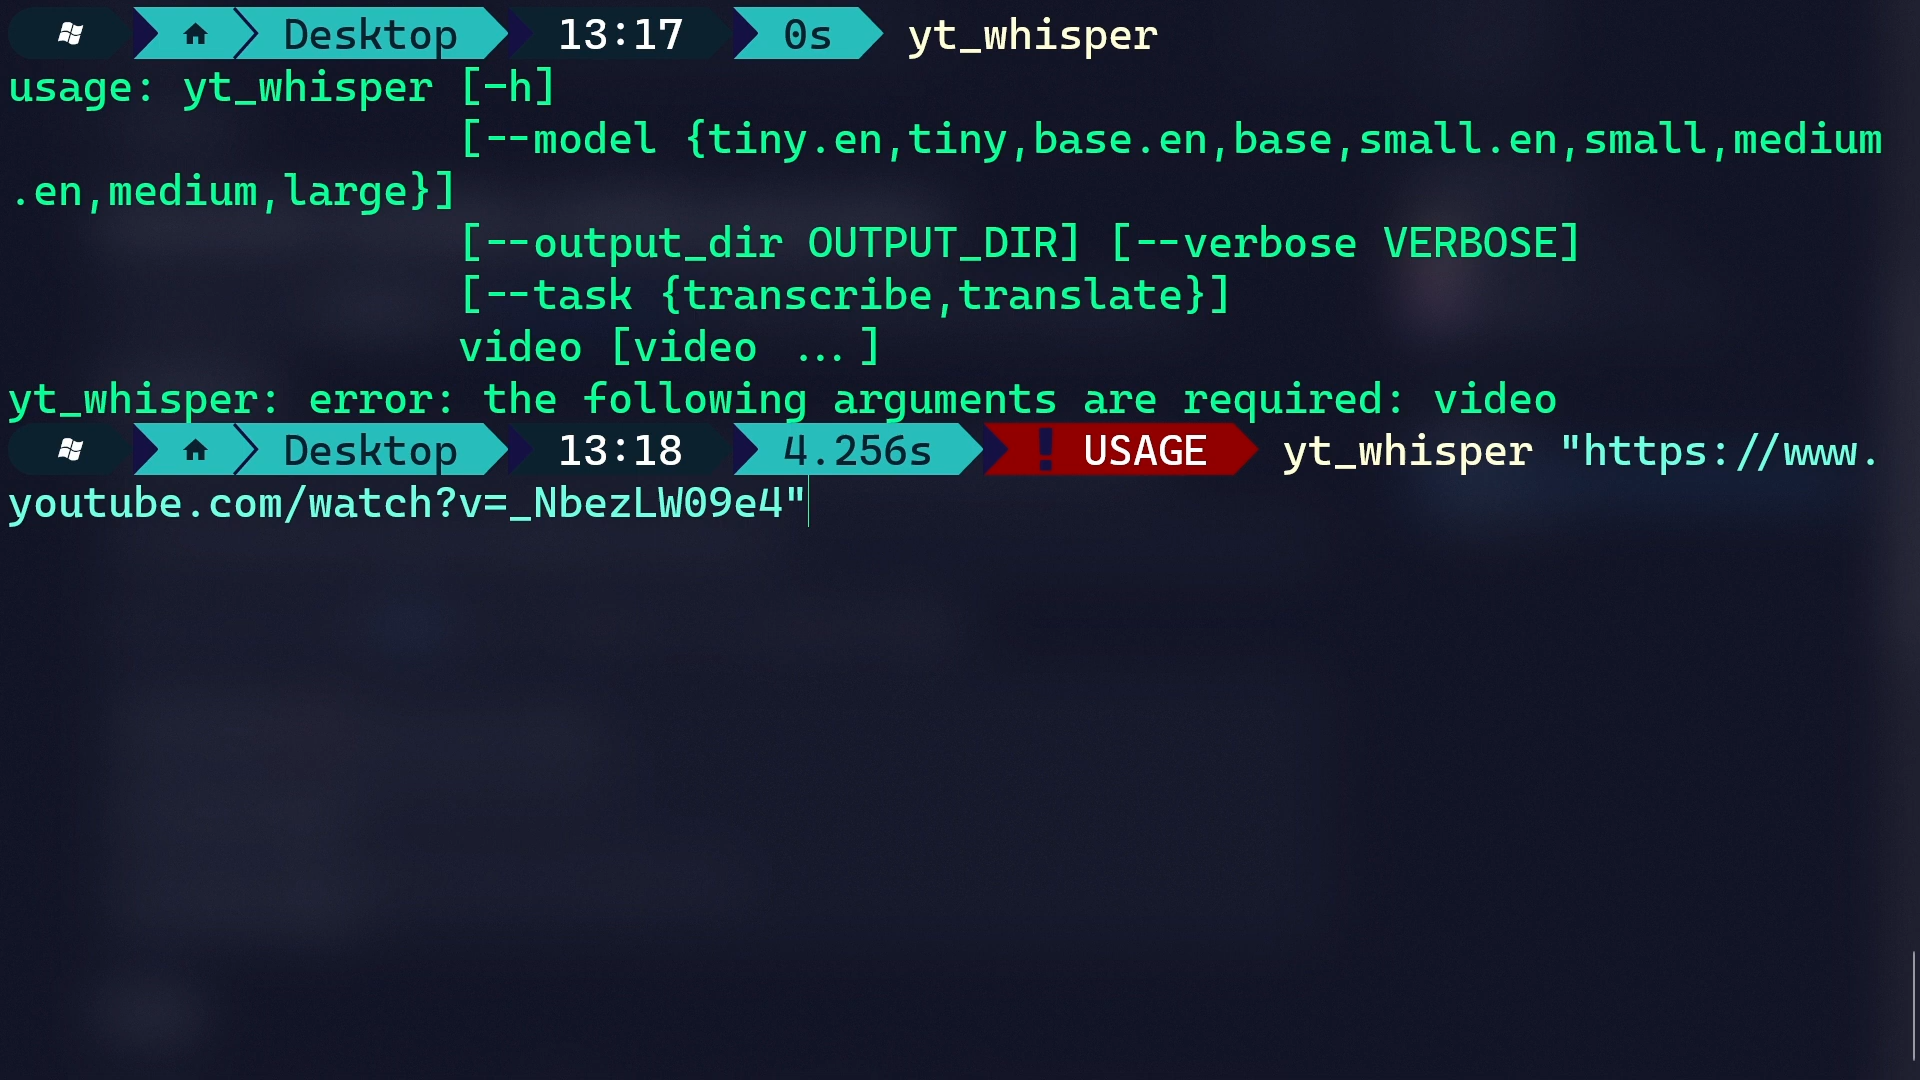 Desktop 13:17 0s yt_whisper
usage: yt_whisper [-h]
[--model {tiny.en,tiny,base.en,base,small.en,small,medium
.en,medium,large}]
[--output_dir OUTPUT_DIR] [--verbose VERBOSE]
[--task {transcribe,translate}]
video [video ...]
yt_whisper: error: the following arguments are required: video
Desktop 13:18 4.256s ! USAGE yt_whisper "https://www.
youtube.com/watch?v=_NbezLW09e4"